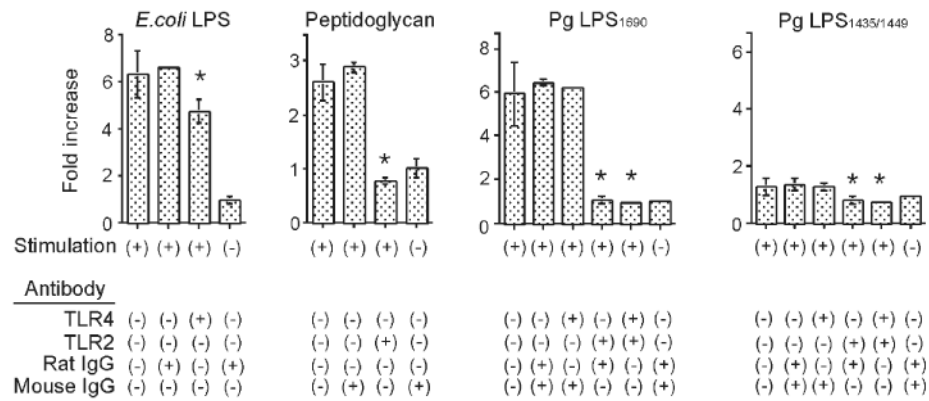 E.coli LPS Peptidoglycan Pg LPS1690 Pg LPS1435/1449
Fold increase
8
6
4
2
0
*
3
2
1
0
*
8
6
4
2
0
* *
6
4
2
0
* *
Stimulation (+) (+) (+) (-) (+) (+) (+) (-) (+) (+) (+) (+) (+) (-) (+) (+) (+) (+) (+) (-)
Antibody
TLR4 (-) (-) (+) (-) (-) (-) (-) (-) (-) (-) (+) (-) (+) (-) (-) (-) (+) (-) (+) (-)
TLR2 (-) (-) (-) (-) (-) (-) (+) (-) (-) (-) (-) (+) (+) (-) (-) (-) (-) (+) (+) (-)
Rat IgG (-) (+) (-) (+) (-) (-) (-) (-) (-) (+) (-) (+) (-) (+) (-) (+) (-) (+) (-) (+)
Mouse IgG (-) (-) (-) (-) (-) (+) (-) (+) (-) (+) (+) (-) (-) (+) (-) (+) (+) (-) (-) (+)